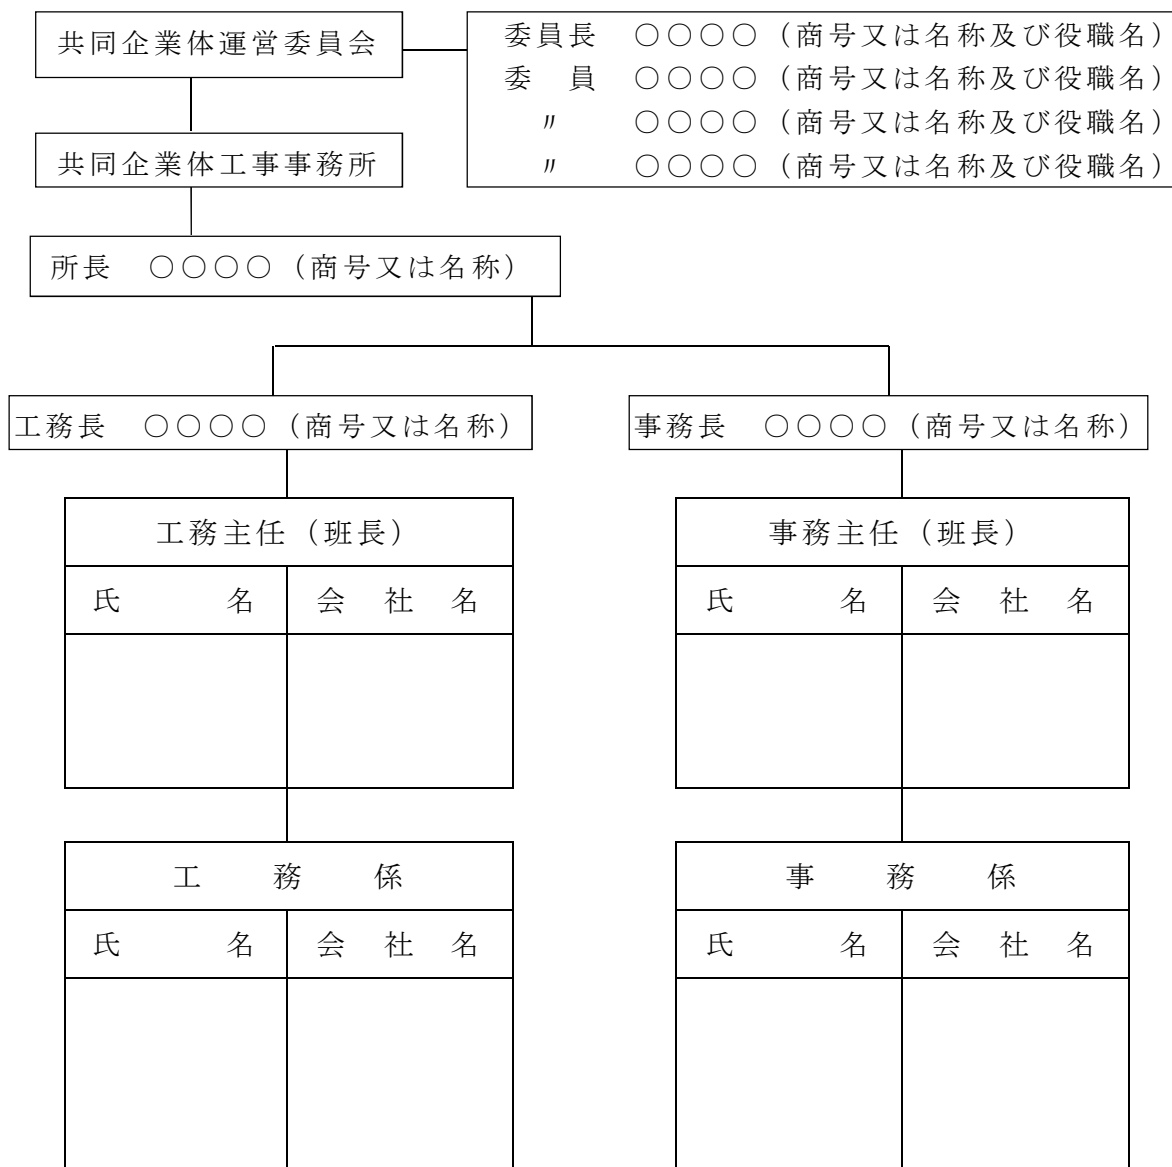 共同企業体運営委員会
委員長　〇〇〇〇（商号又は名称及び役職名）
委　員　〇〇〇〇（商号又は名称及び役職名）
〃　〇〇〇〇（商号又は名称及び役職名）
〃　〇〇〇〇（商号又は名称及び役職名）
共同企業体工事事務所
所長　〇〇〇〇（商号又は名称）
工務長　〇〇〇〇（商号又は名称）
事務長　〇〇〇〇（商号又は名称）
工務主任（班長）
氏　名　会　社　名
事務主任（班長）
氏　名　会　社　名
工　務　係
氏　名　会　社　名
事　務　係
氏　名　会　社　名